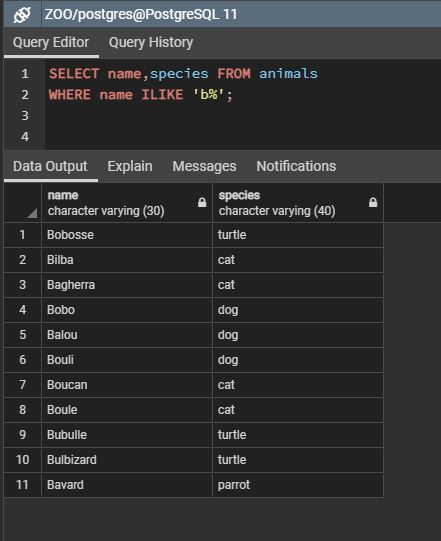 ZOO/postgres@PostgreSQL 11
Query Editor Query History
1 SELECT name,species FROM animals
2 WHERE name ILIKE 'b%';
3
4
Data Output Explain Messages Notifications
name species
character varying (30) character varying (40)
1 Bobosse turtle
2 Bilba cat
3 Bagherra cat
4 Bobo dog
5 Balou dog
6 Bouli dog
7 Boucan cat
8 Boule cat
9 Bubulle turtle
10 Bulbizard turtle
11 Bavard parrot